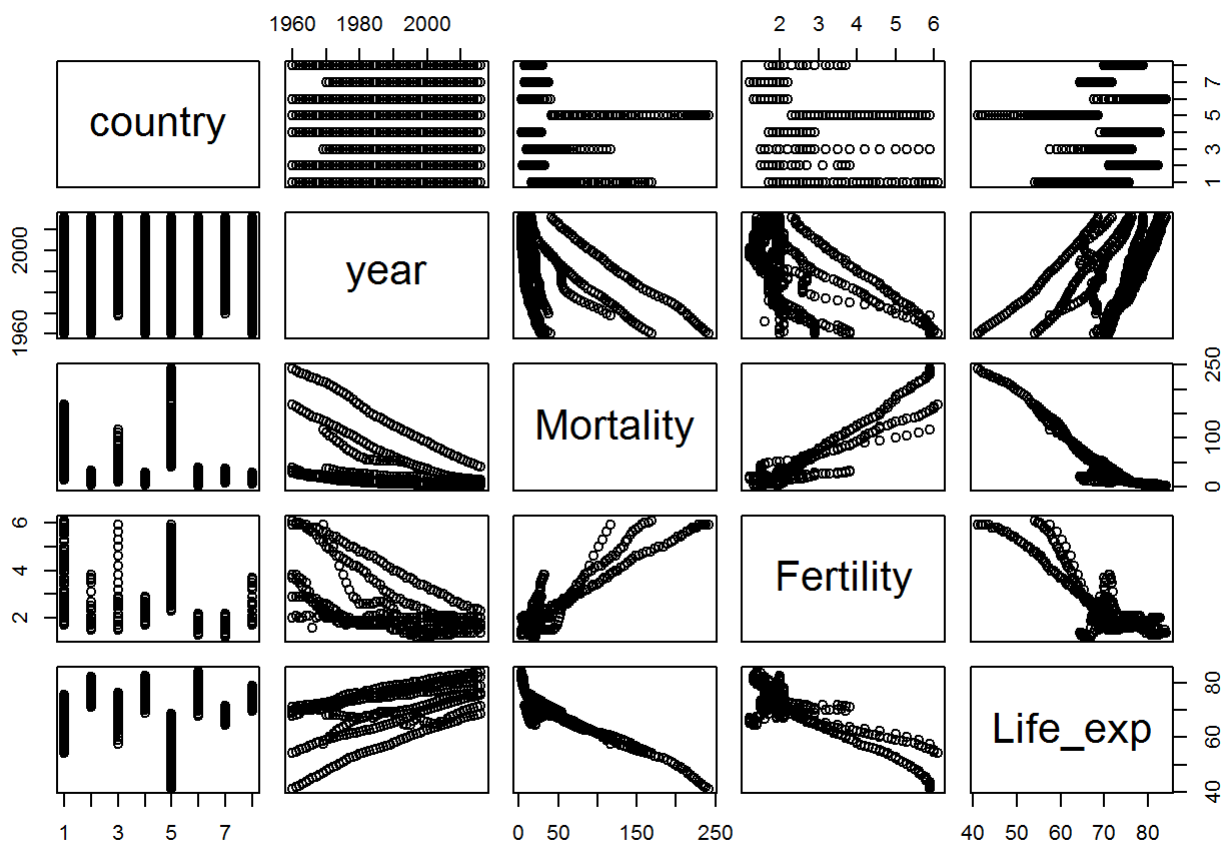 1960 1980 2000 2 3 4 5 6
country 1 3 5 7
1960 2000 year
Mortality 0 100 250
2 4 6 Fertility
Life_exp 40 60 80
1 3 5 7 0 50 150 250 40 50 60 70 80